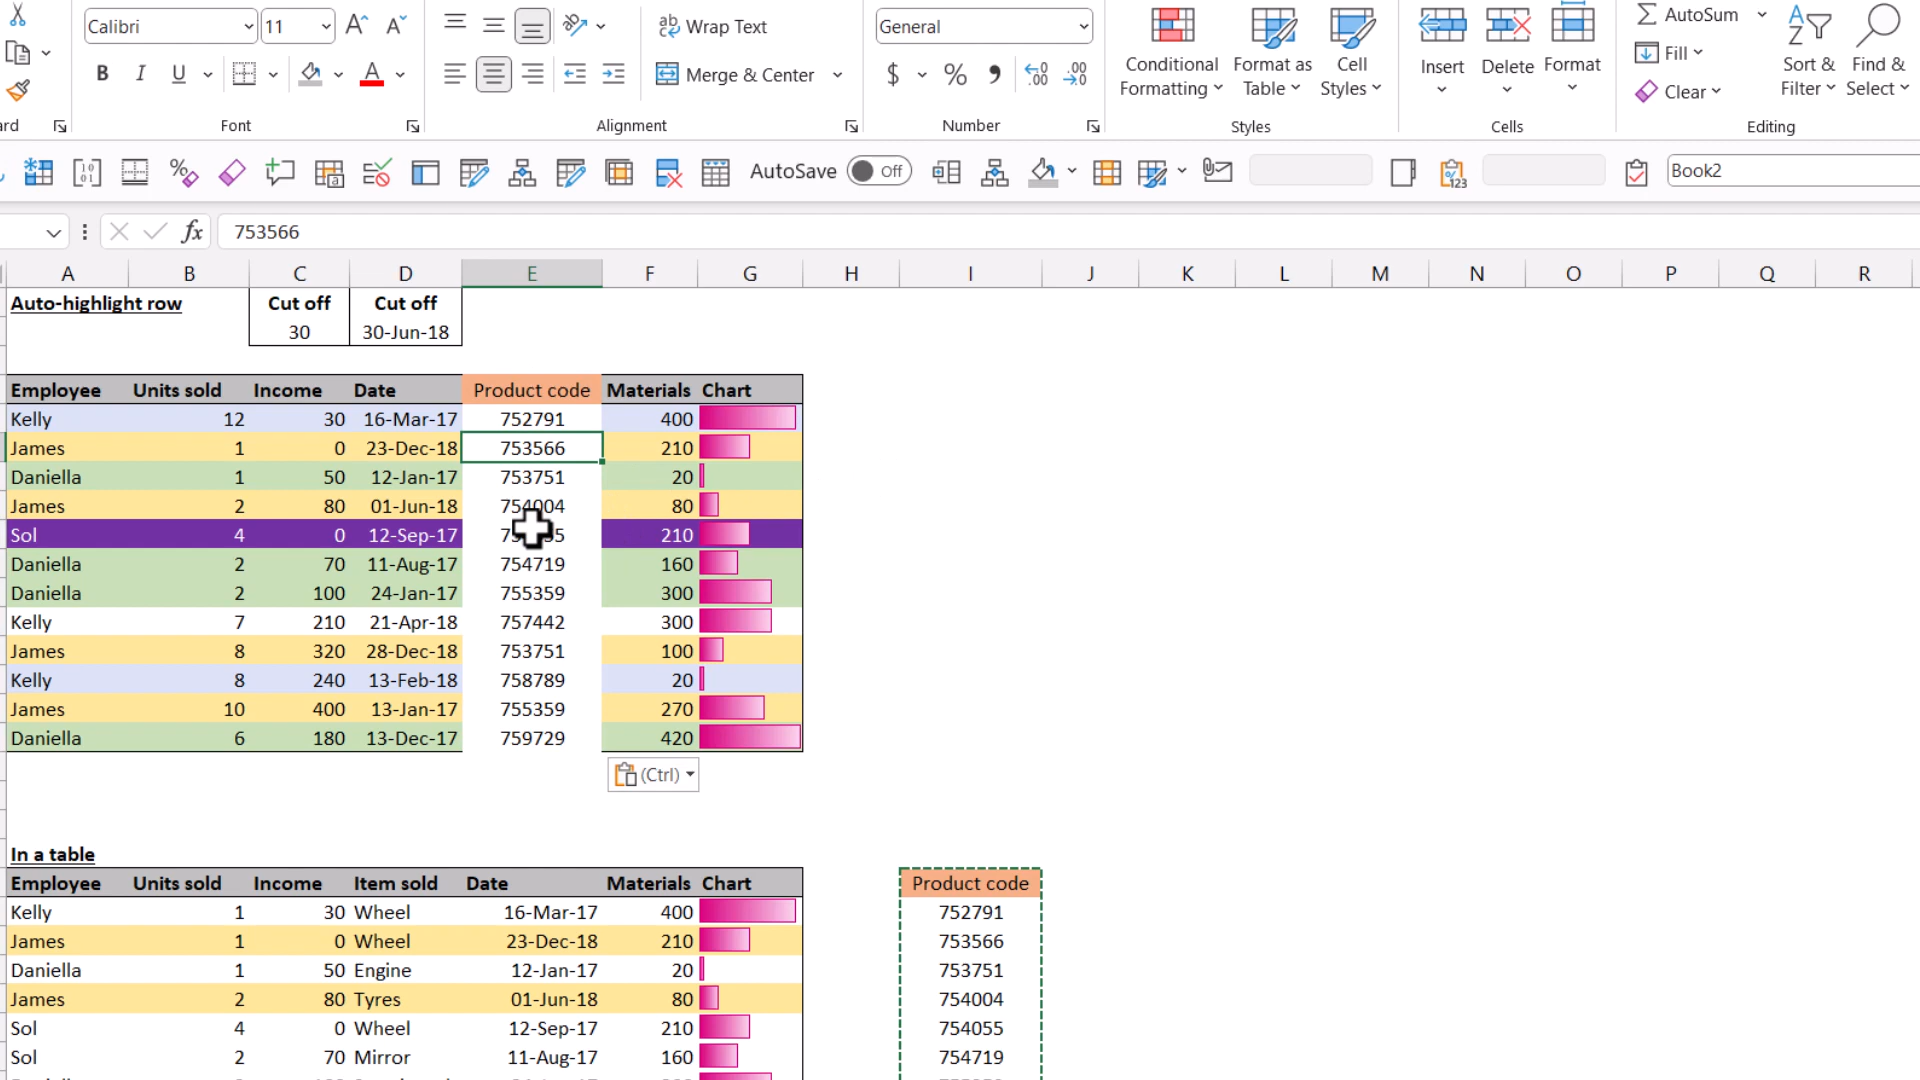 Calibri 11 Wrap Text General AutoSum
Conditional Formatting Format as Table Cell Styles Insert Delete Format Fill Sort & Filter Find & Select
B I U Merge & Center $ % Clear
Font Alignment Number Styles Cells Editing
AutoSave Off Book2
fx 753566
A B C D E F G H I J K L M N O P Q R
Auto-highlight row Cut off Cut off
30 30-Jun-18
Employee Units sold Income Date Product code Materials Chart
Kelly 12 30 16-Mar-17 752791 400
James 1 0 23-Dec-18 753566 210
Daniella 1 50 12-Jan-17 753751 20
James 2 80 01-Jun-18 754004 80
Sol 4 0 12-Sep-17 210
Daniella 2 70 11-Aug-17 754719 160
Daniella 2 100 24-Jan-17 755359 300
Kelly 7 210 21-Apr-18 757442 300
James 8 320 28-Dec-18 753751 100
Kelly 8 240 13-Feb-18 758789 20
James 10 400 13-Jan-17 755359 270
Daniella 6 180 13-Dec-17 759729 420
(Ctrl)
In a table
Employee Units sold Income Item sold Date Materials Chart Product code
Kelly 1 30 Wheel 16-Mar-17 400 752791
James 1 0 Wheel 23-Dec-18 210 753566
Daniella 1 50 Engine 12-Jan-17 20 753751
James 2 80 Tyres 01-Jun-18 80 754004
Sol 4 0 Wheel 12-Sep-17 210 754055
Sol 2 70 Mirror 11-Aug-17 160 754719